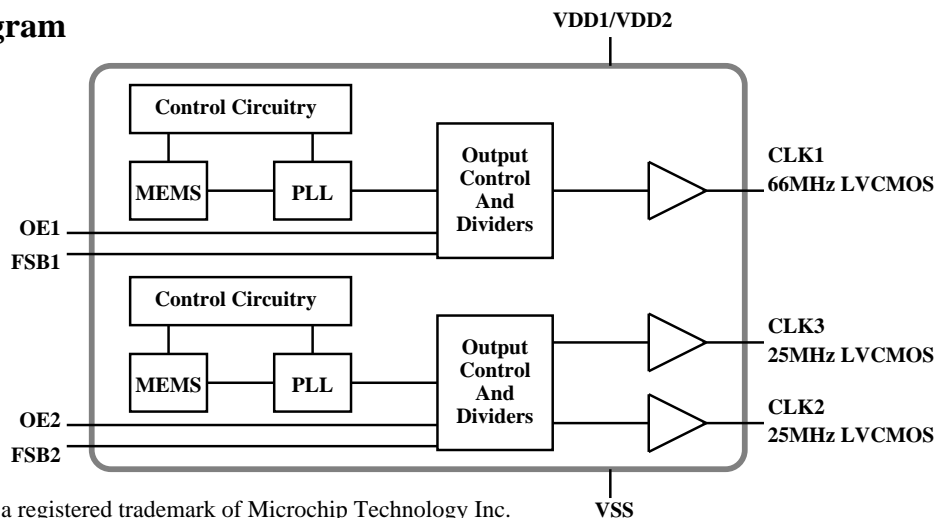 gram
VDD1/VDD2
Control Circuitry
MEMS
PLL
Output
Control
And
Dividers
CLK1
66MHz LVCMOS
OE1
FSB1
Control Circuitry
MEMS
PLL
Output
Control
And
Dividers
CLK3
25MHz LVCMOS
CLK2
25MHz LVCMOS
OE2
FSB2
a registered trademark of Microchip Technology Inc.
VSS